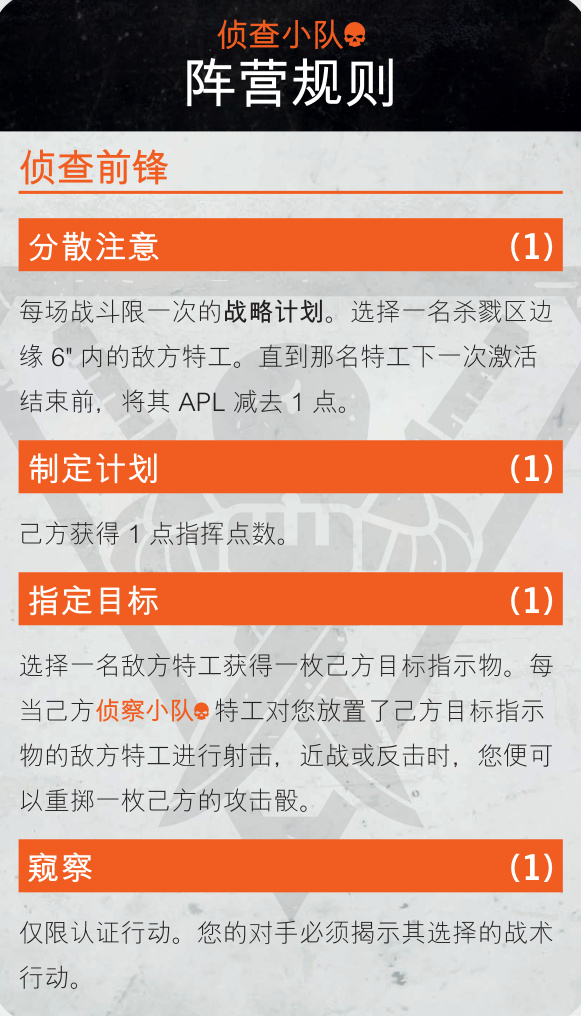 侦查小队
阵营规则
侦查前锋
分散注意 (1)
每场战斗限一次的战略计划。选择一名杀戮区边
缘 6" 内的敌方特工。直到那名特工下一次激活
结束前，将其 APL 减去 1 点。
制定计划 (1)
己方获得 1 点指挥点数。
指定目标 (1)
选择一名敌方特工获得一枚己方目标指示物。每
当己方侦察小队 特工对您放置了己方目标指示
物的敌方特工进行射击，近战或反击时，您便可
以重掷一枚己方的攻击骰。
窥察 (1)
仅限认证行动。您的对手必须揭示其选择的战术
行动。